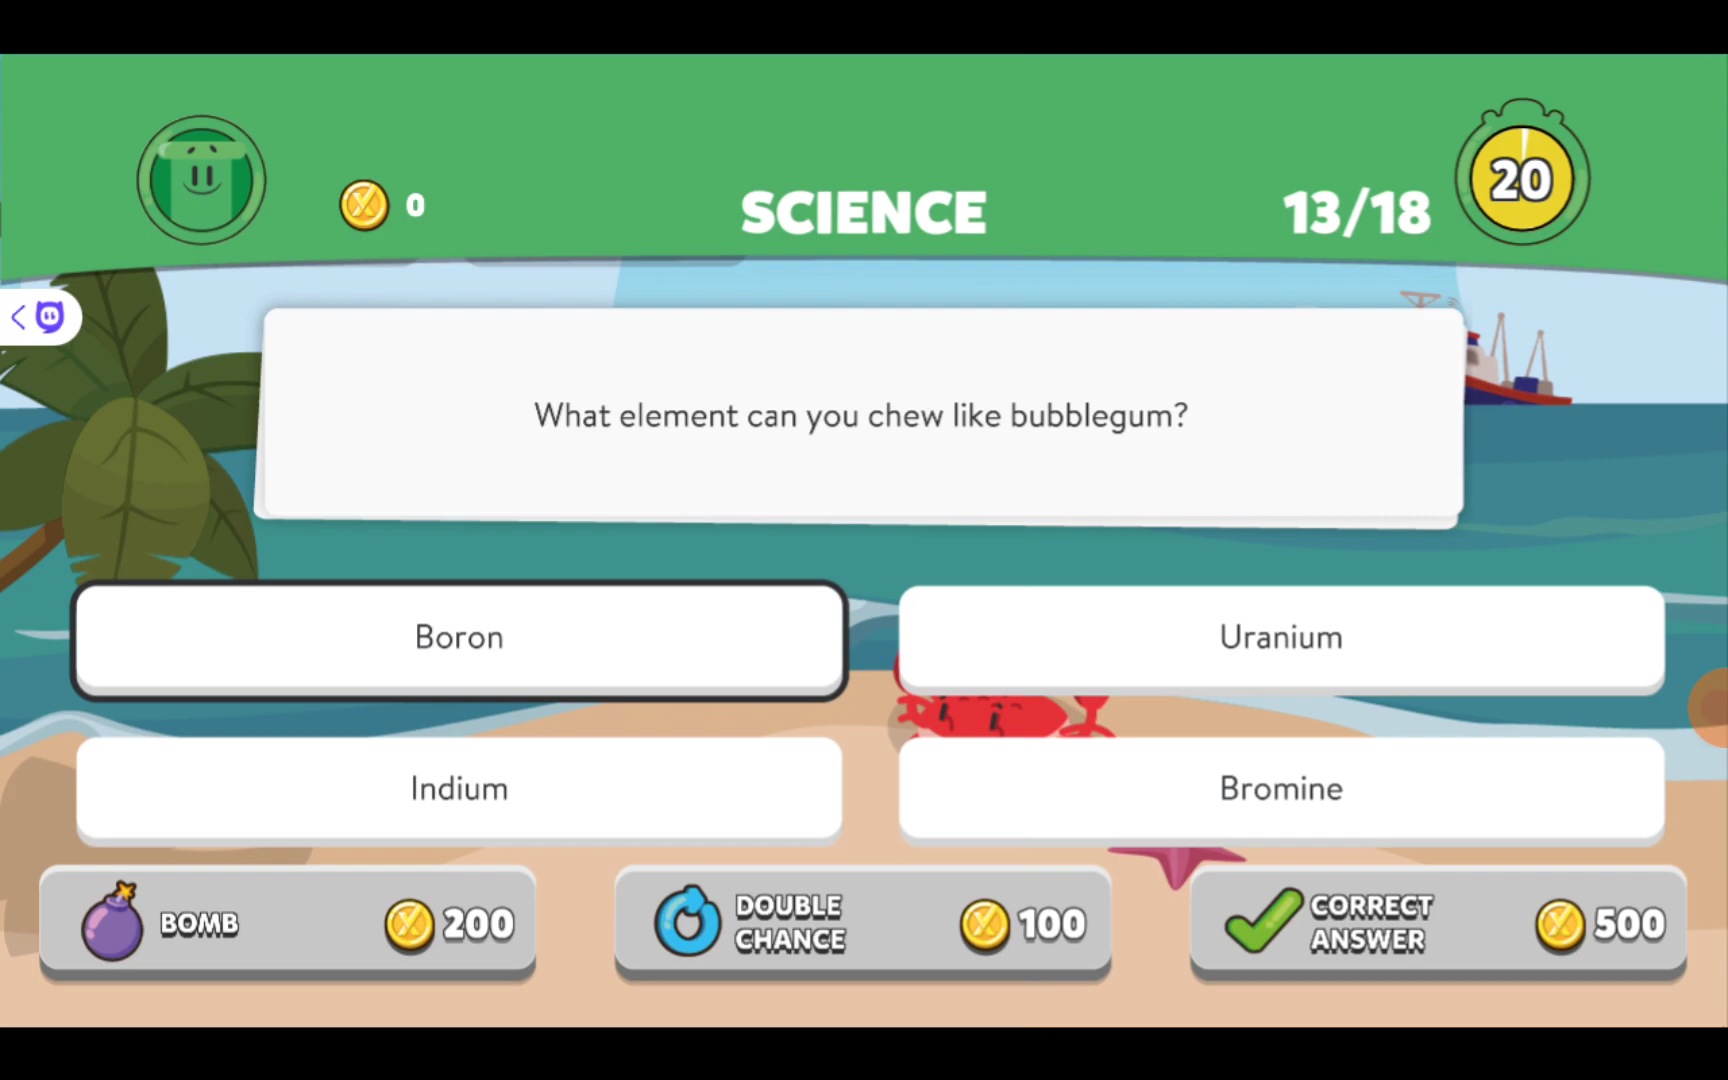 0
SCIENCE
13/18
20
What element can you chew like bubblegum?
Boron
Uranium
Indium
Bromine
BOMB
200
DOUBLE
CHANCE
100
CORRECT
ANSWER
500